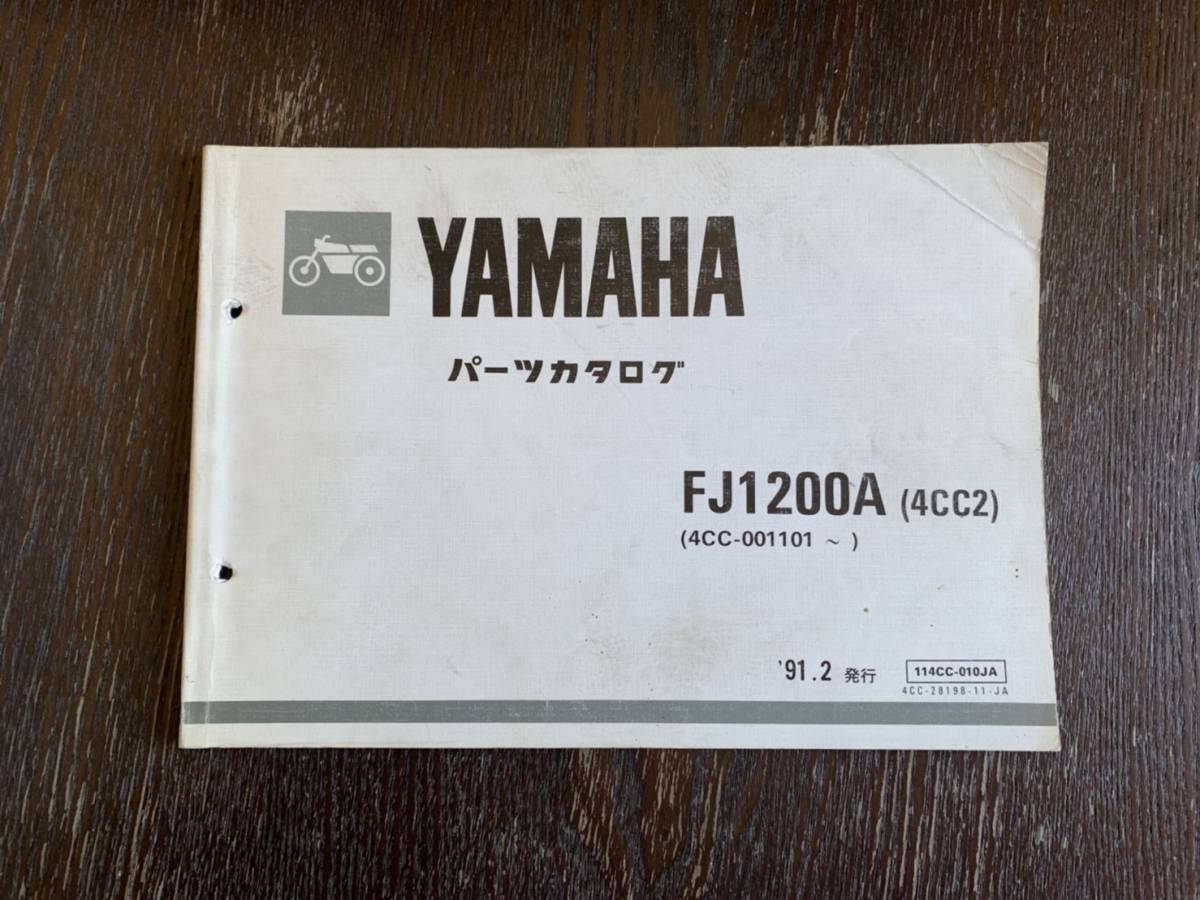 YAMAHA
パーツカタログ
FJ1200A (4CC2)
(4CC-001101 ～ )
'91.2 発行
114CC-010JA
4CC-28198-11-JA